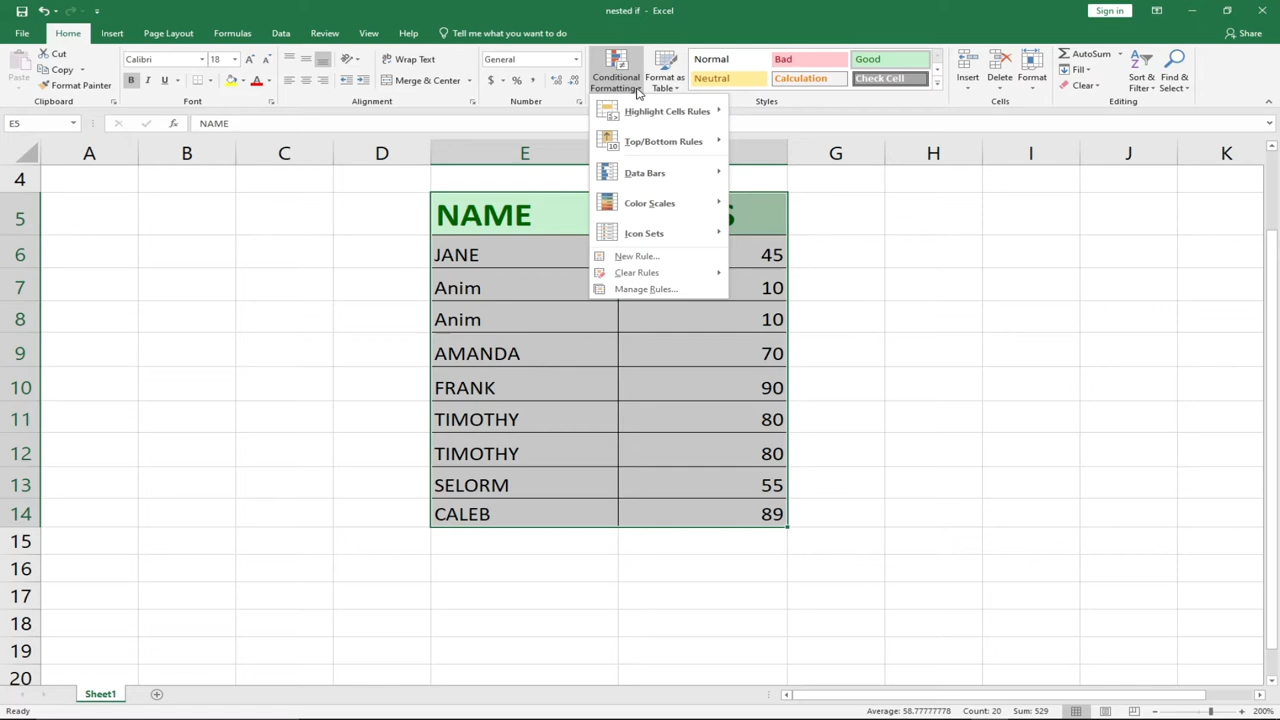 nested if - Excel
Sign in
File Home Insert Page Layout Formulas Data Review View Help Tell me what you want to do Share
Paste
Cut
Copy
Format Painter
Clipboard
Calibri 18
B I U
Font
Wrap Text
Merge & Center
Alignment
General
$ % ,
Number
Conditional
Formatting
Format as
Table
Normal Bad Good
Neutral Calculation Check Cell
Styles
Insert Delete Format
Cells
AutoSum
Fill
Clear
Sort &
Filter
Find &
Select
Editing
E5 fx NAME
Highlight Cells Rules
Top/Bottom Rules
Data Bars
Color Scales
Icon Sets
New Rule...
Clear Rules
Manage Rules...
A B C D E G H I J K
4
5 NAME S
6 JANE 45
7 Anim 10
8 Anim 10
9 AMANDA 70
10 FRANK 90
11 TIMOTHY 80
12 TIMOTHY 80
13 SELORM 55
14 CALEB 89
15
16
17
18
19
20
Sheet1
Ready Average: 58.77777778 Count: 20 Sum: 529 200%